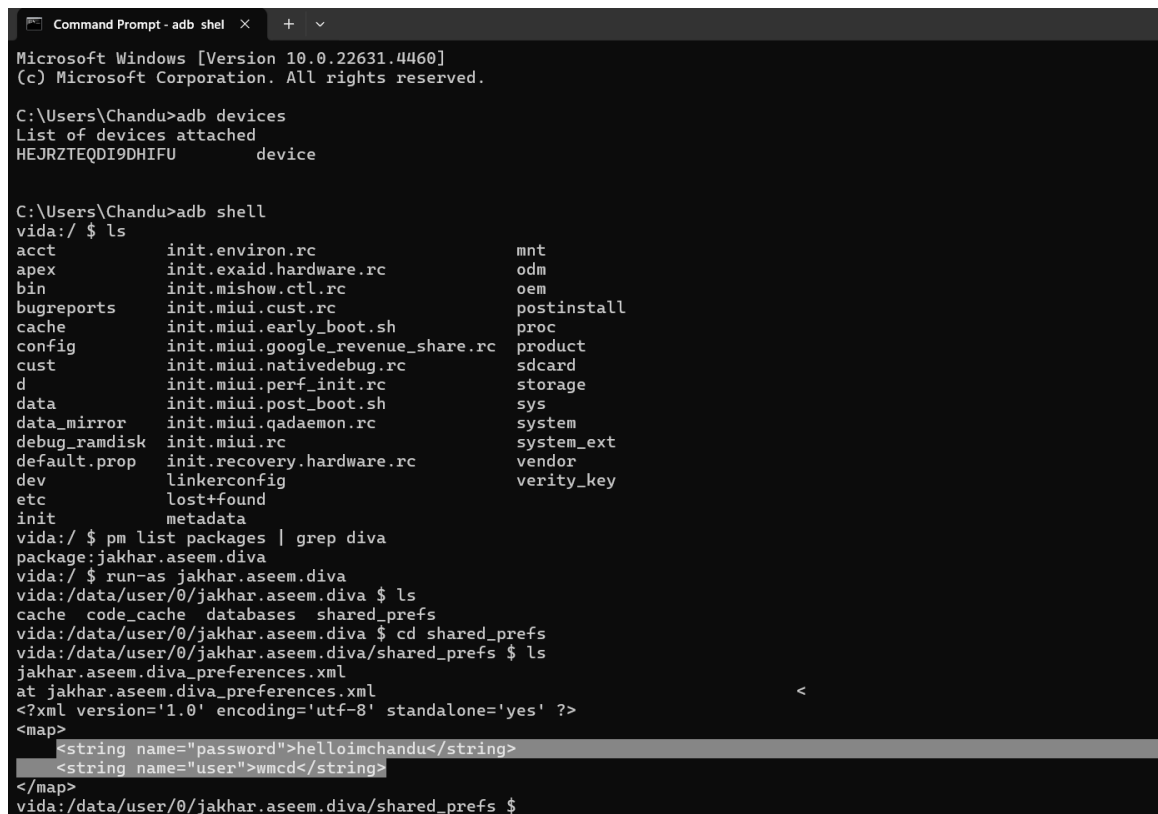 Command Prompt - adb shel
Microsoft Windows [Version 10.0.22631.4460]
(c) Microsoft Corporation. All rights reserved.
C:\Users\Chandu>adb devices
List of devices attached
HEJRZTEQDI9DHIFU        device
C:\Users\Chandu>adb shell
vida:/ $ ls
acct           init.environ.rc                  mnt
apex           init.exaid.hardware.rc           odm
bin            init.mishow.ctl.rc               oem
bugreports     init.miui.cust.rc                postinstall
cache          init.miui.early_boot.sh          proc
config         init.miui.google_revenue_share.rc  product
cust           init.miui.nativedebug.rc         sdcard
d              init.miui.perf_init.rc           storage
data           init.miui.post_boot.sh           sys
data_mirror    init.miui.qadaemon.rc            system
debug_ramdisk  init.miui.rc                     system_ext
default.prop   init.recovery.hardware.rc        vendor
dev            linkerconfig                     verity_key
etc            lost+found
init           metadata
vida:/ $ pm list packages | grep diva
package:jakhar.aseem.diva
vida:/ $ run-as jakhar.aseem.diva
vida:/data/user/0/jakhar.aseem.diva $ ls
cache  code_cache  databases  shared_prefs
vida:/data/user/0/jakhar.aseem.diva $ cd shared_prefs
vida:/data/user/0/jakhar.aseem.diva/shared_prefs $ ls
jakhar.aseem.diva_preferences.xml
at jakhar.aseem.diva_preferences.xml                                          <
<?xml version='1.0' encoding='utf-8' standalone='yes' ?>
<map>
    <string name="password">helloimchandu</string>
    <string name="user">wmcd</string>
</map>
vida:/data/user/0/jakhar.aseem.diva/shared_prefs $